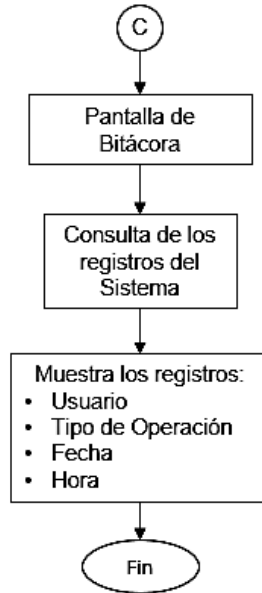 C
Pantalla de
Bitácora
Consulta de los
registros del
Sistema
Muestra los registros:
• Usuario
• Tipo de Operación
• Fecha
• Hora
Fin